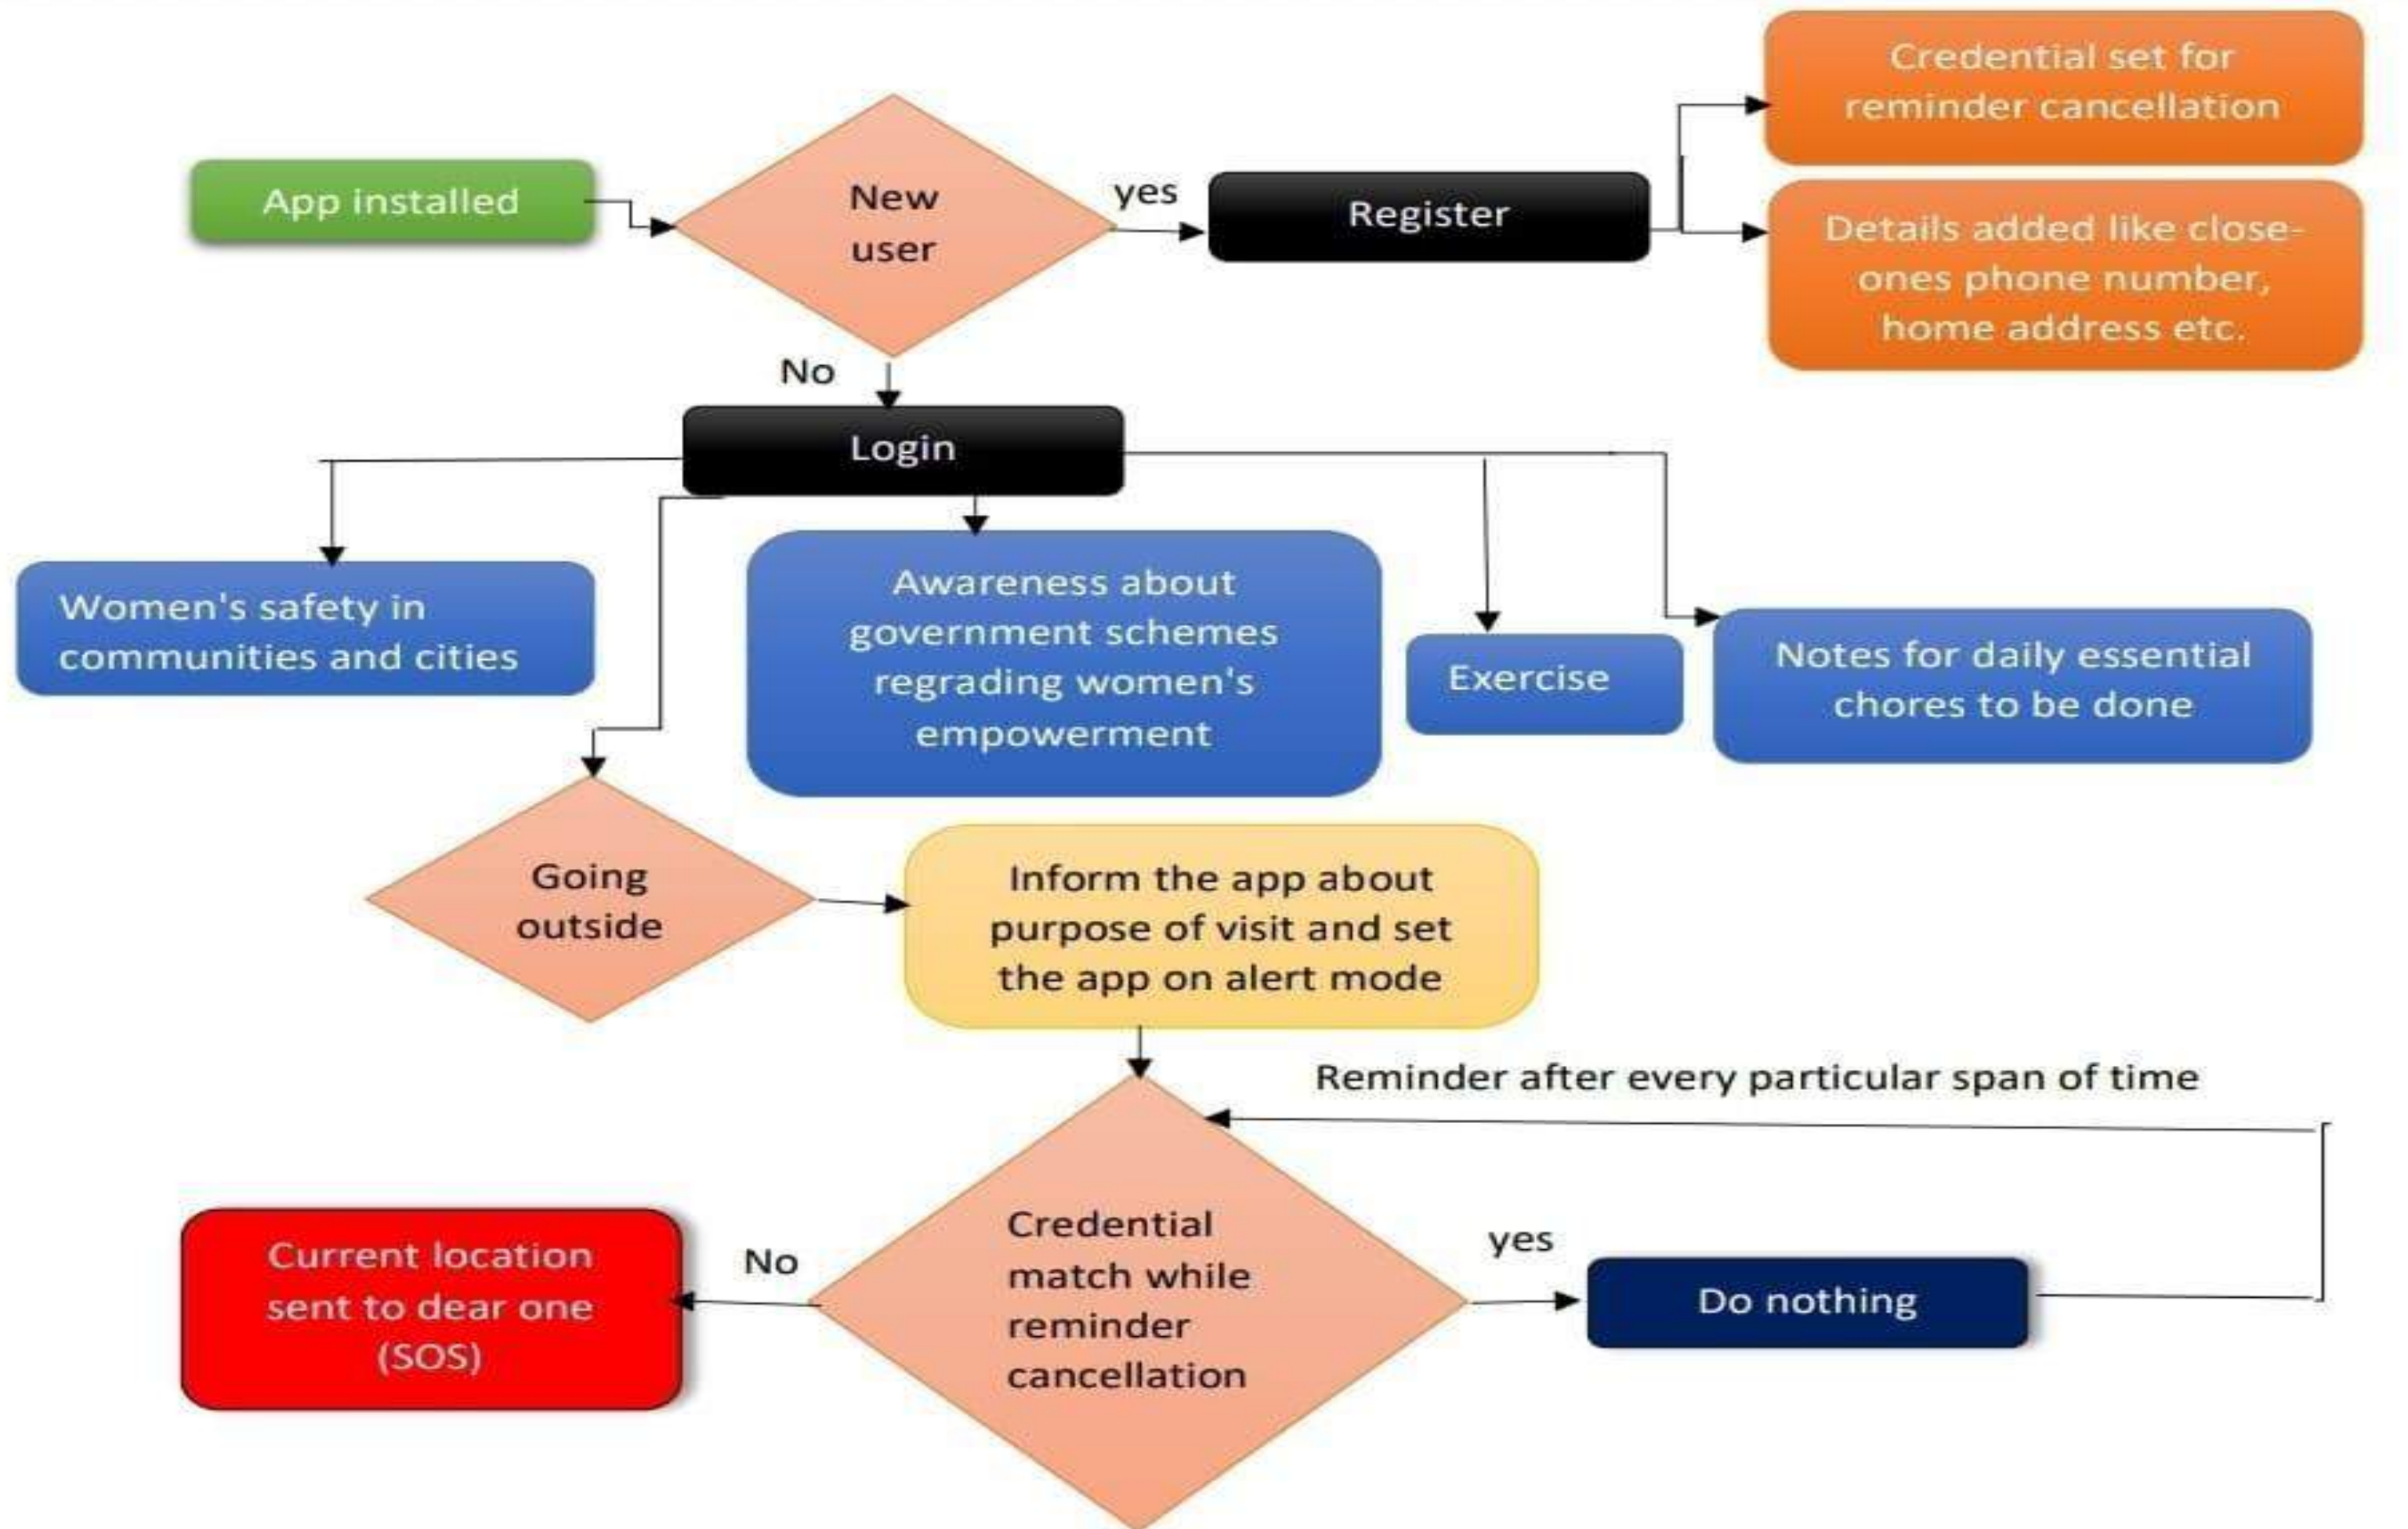 Credential set for
reminder cancellation
App installed
New
user
yes
Register
Details added like close-
ones phone number,
home address etc.
No
Login
Women's safety in
communities and cities
Awareness about
government schemes
regrading women's
empowerment
Exercise
Notes for daily essential
chores to be done
Going
outside
Inform the app about
purpose of visit and set
the app on alert mode
Reminder after every particular span of time
Current location
sent to dear one
(SOS)
No
Credential
match while
reminder
cancellation
yes
Do nothing